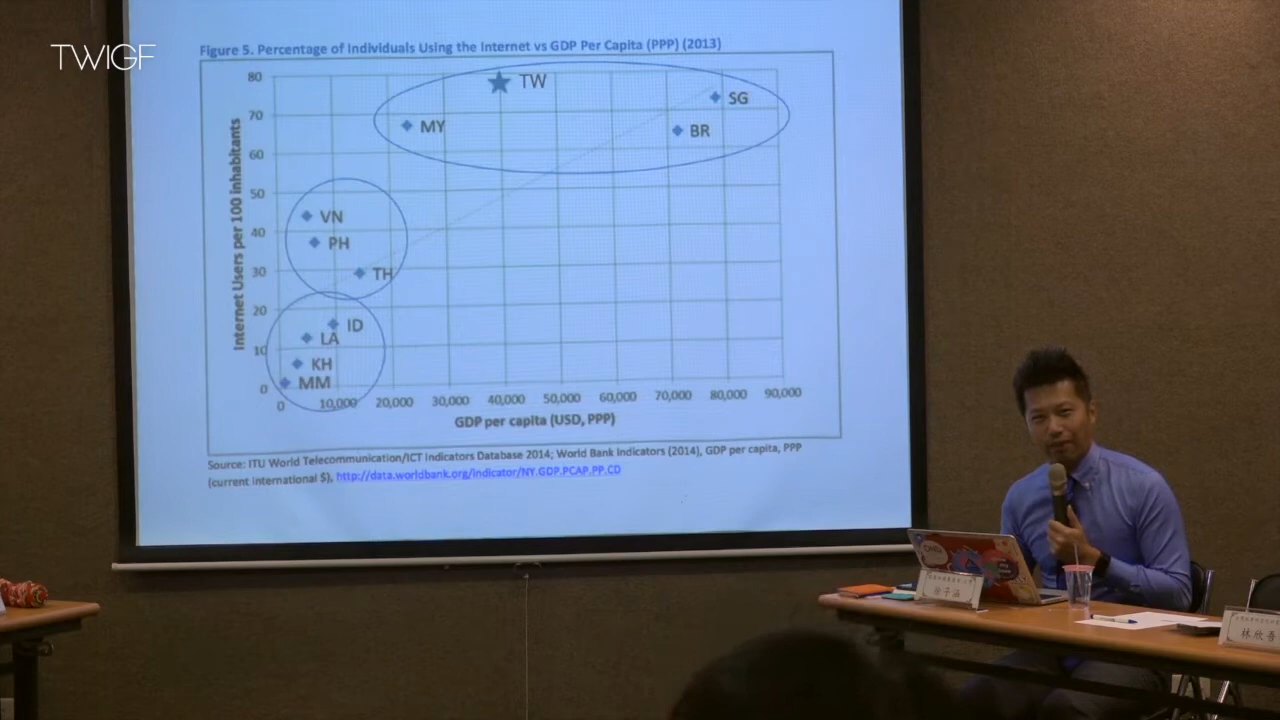 TWIGF
Figure 5. Percentage of Individuals Using the Internet vs GDP Per Capita (PPP) (2013)
Internet Users per 100 inhabitants
80
70
60
50
40
30
20
10
0
TW
SG
MY
BR
VN
PH
TH
ID
LA
KH
MM
0
10,000
20,000
30,000
40,000
50,000
60,000
70,000
80,000
90,000
GDP per capita (USD, PPP)
Source: ITU World Telecommunication/ICT Indicators Database 2014; World Bank Indicators (2014), GDP per capita, PPP
(current international $), http://data.worldbank.org/indicator/NY.GDP.PCAP.PP.CD
林欣吾